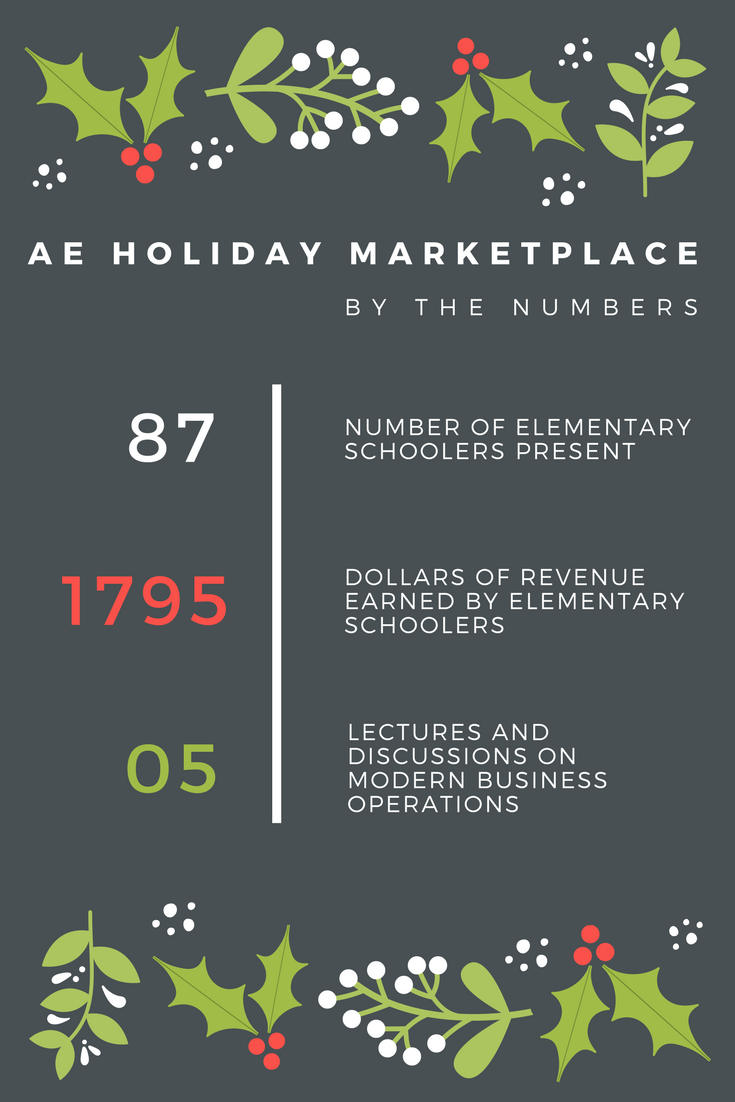 AE HOLIDAY MARKETPLACE
BY THE NUMBERS
87
NUMBER OF ELEMENTARY
SCHOOLERS PRESENT
1795
DOLLARS OF REVENUE
EARNED BY ELEMENTARY
SCHOOLERS
05
LECTURES AND
DISCUSSIONS ON
MODERN BUSINESS
OPERATIONS